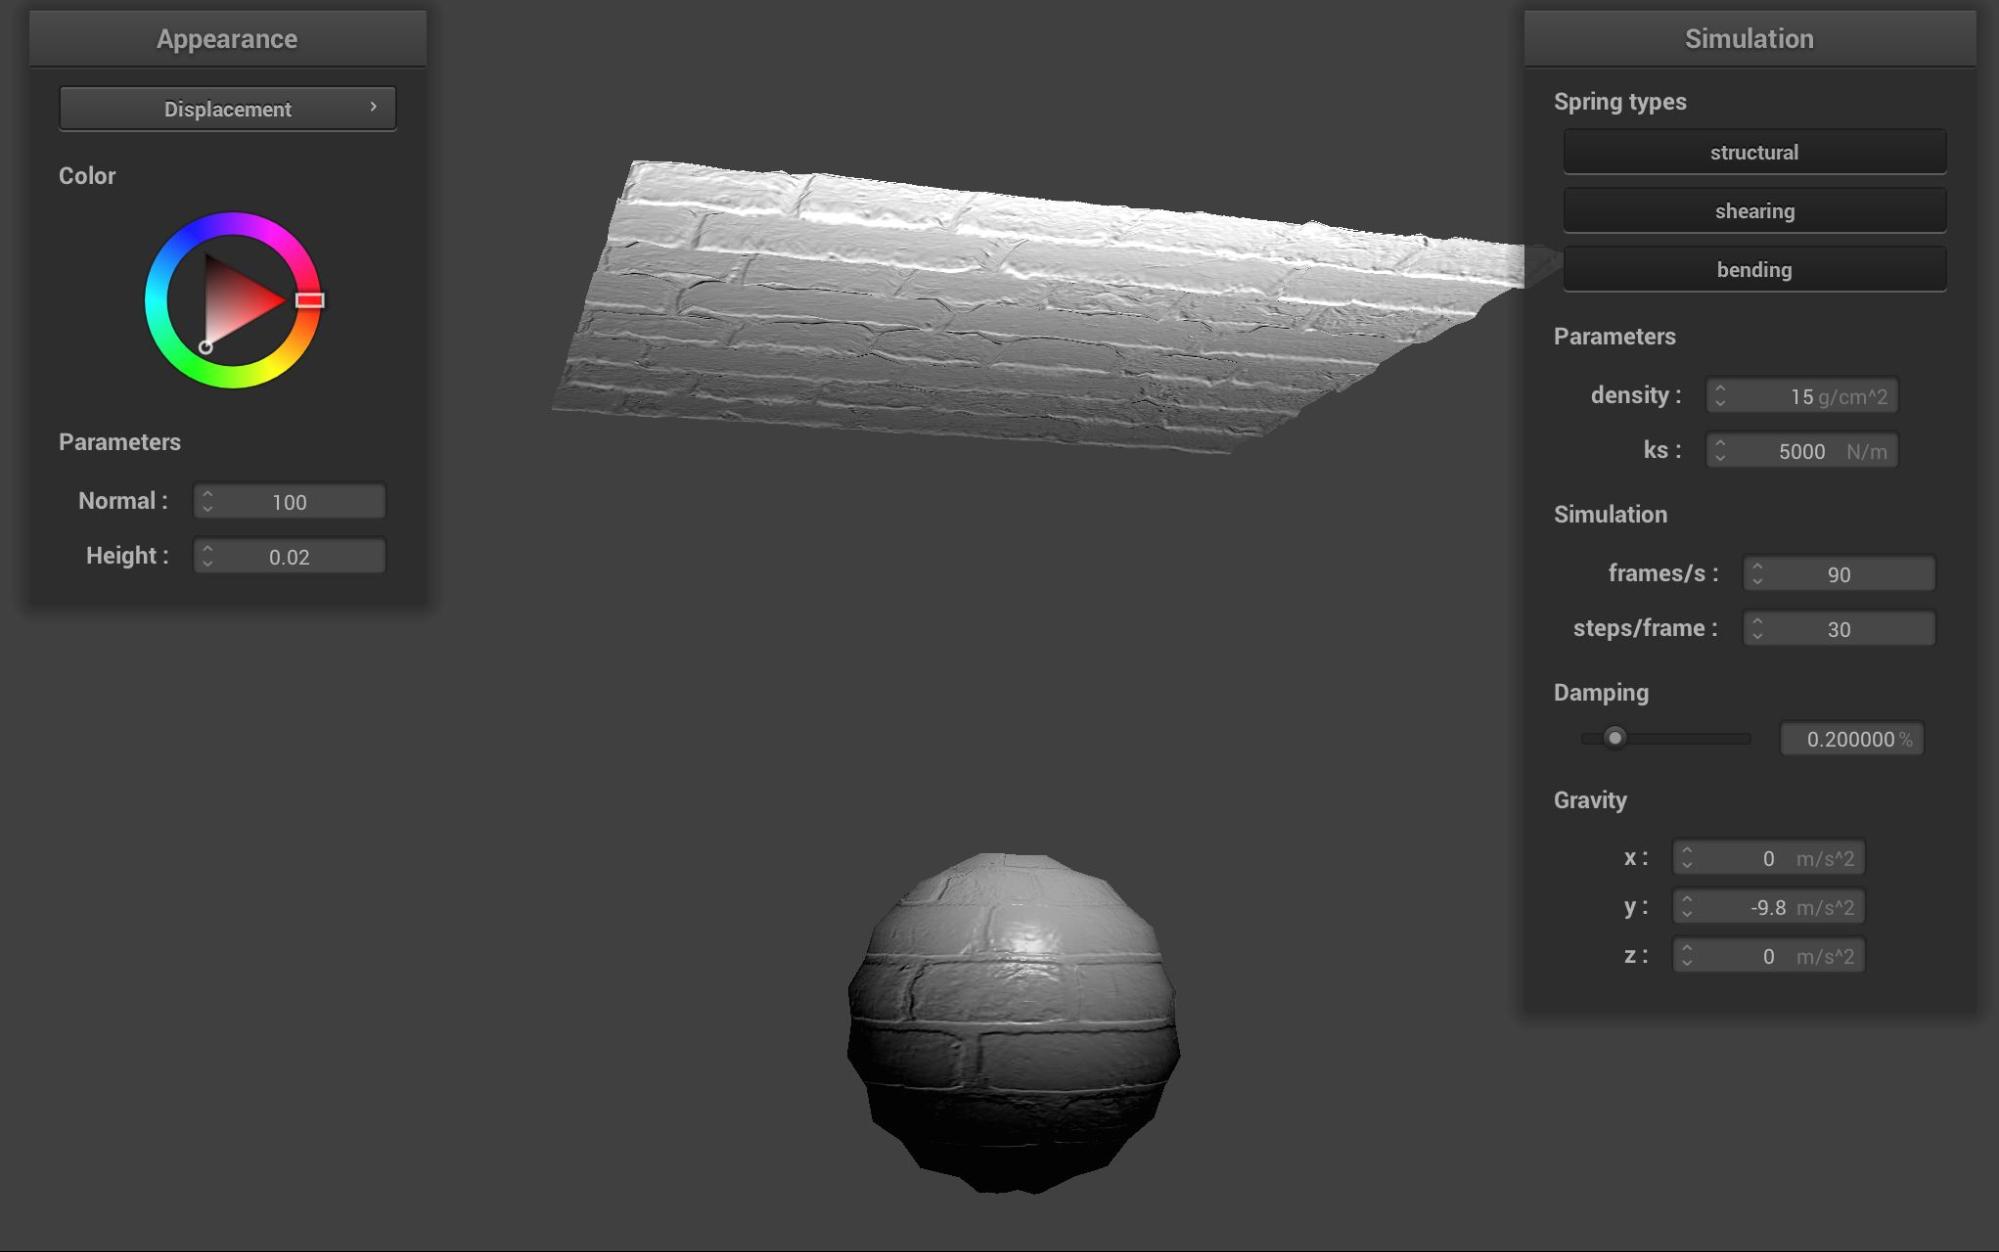 Appearance
Displacement
Color
Parameters
Normal : 100
Height : 0.02
Simulation
Spring types
structural
shearing
bending
Parameters
density : 15 g/cm^2
ks : 5000 N/m
Simulation
frames/s : 90
steps/frame : 30
Damping
0.200000 %
Gravity
x : 0 m/s^2
y : -9.8 m/s^2
z : 0 m/s^2